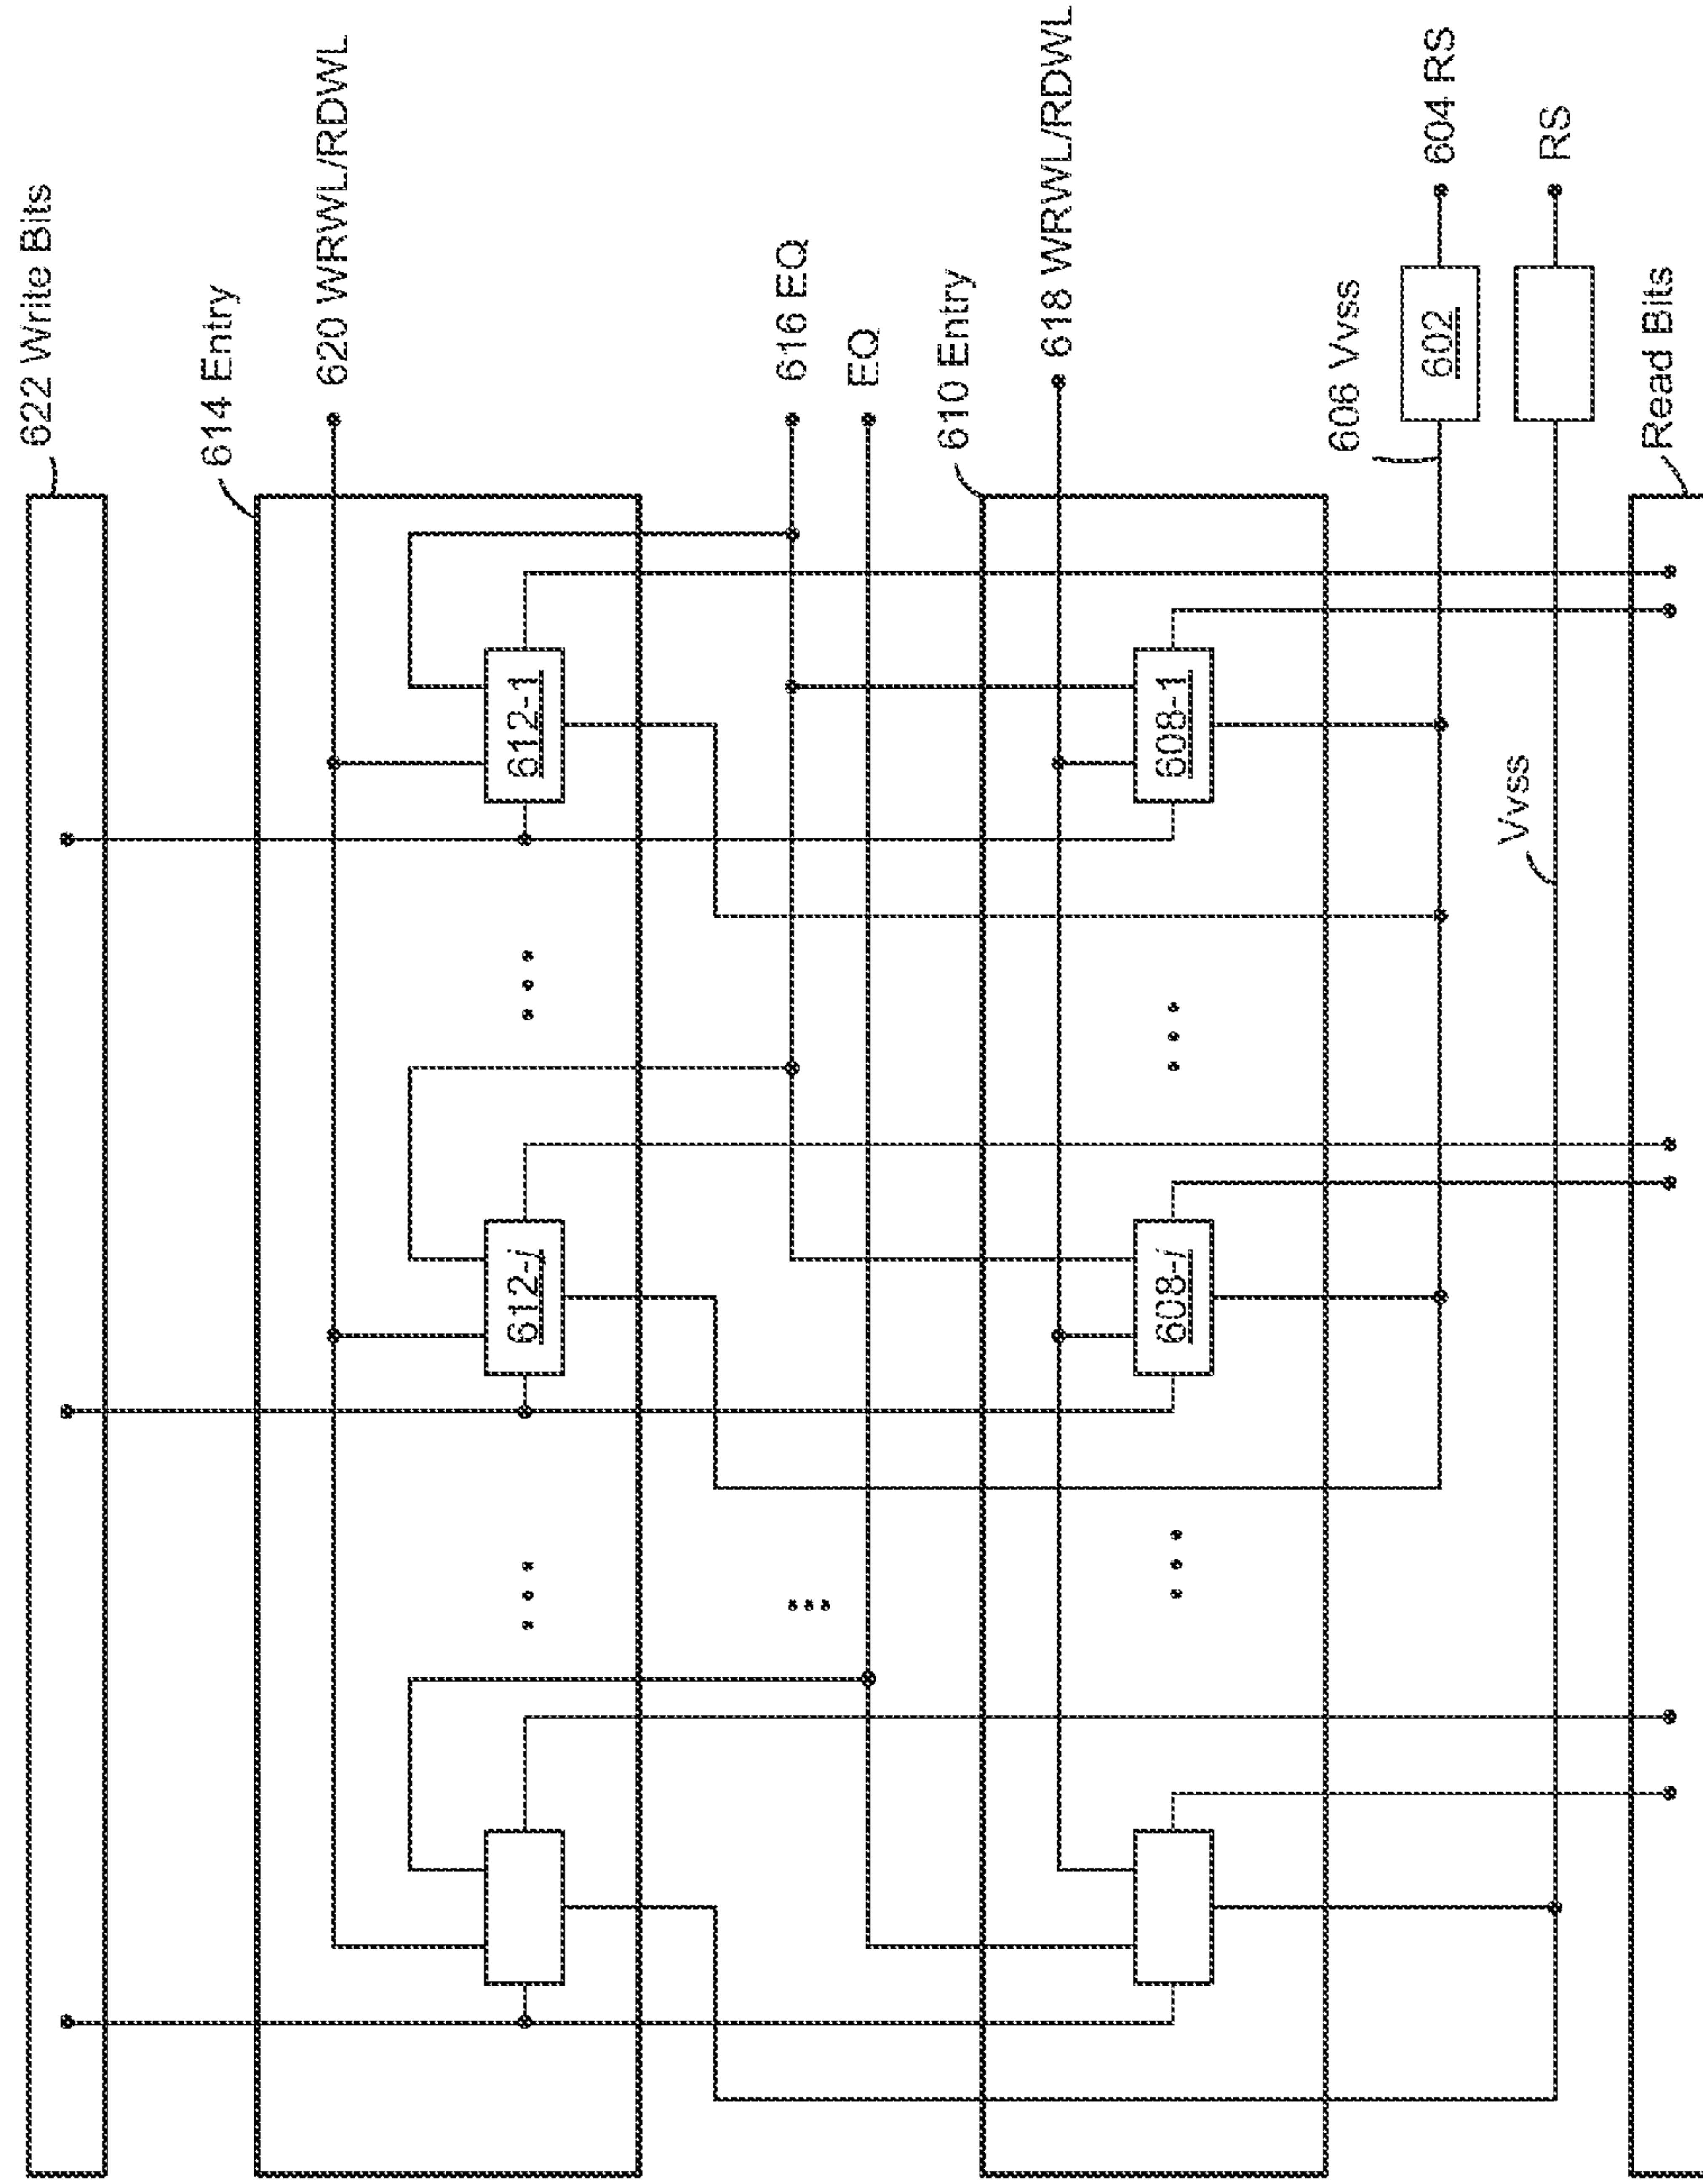 622 Write Bits
614 Entry
620 WRWL/RDWL
612-j
612-1
616 EQ
EQ
610 Entry
618 WRWL/RDWL
608-j
608-1
606 Vvss
602
604 RS
Vvss
RS
Read Bits